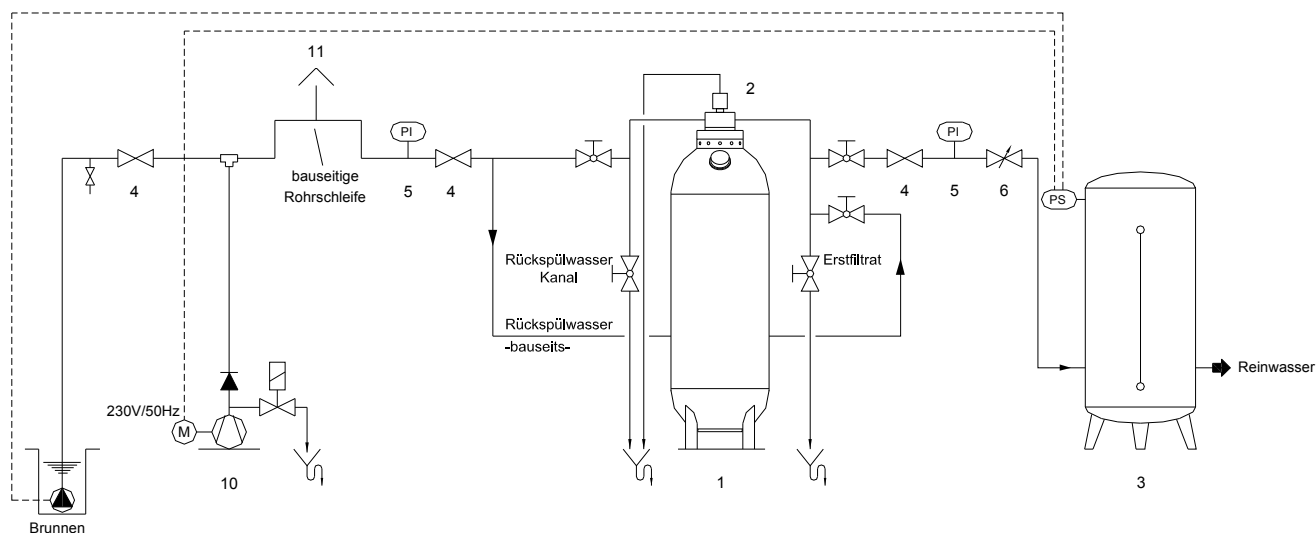 11
2
PI
PI
4
bauseitige
Rohrschleife
5
4
4
5
6
PS
Rückspülwasser
Kanal
Erstfiltrat
Rückspülwasser
-bauseits-
Reinwasser
230V/50Hz
M
10
1
3
Brunnen